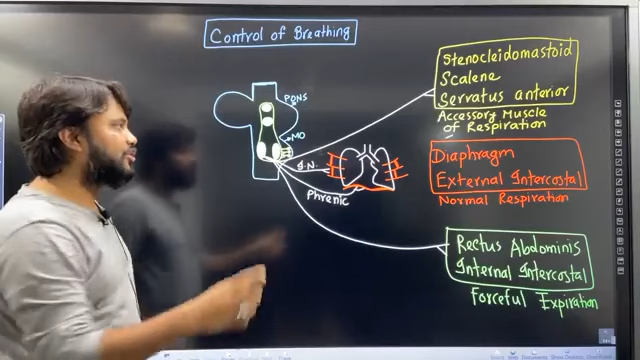 Control of Breathing
Stenocleidomastoid
Scalene
Serratus anterior
Accessory Muscle
of Respiration
PONS
MO
I.N.
Phrenic
Diaphragm
External Intercostal
Normal Respiration
Rectus Abdominis
Internal Intercostal
Forceful Expiration